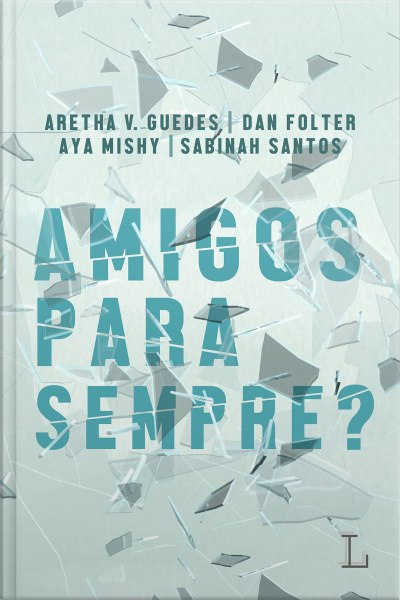 ARETHA V. GUEDES | DAN FOLTER
AYA MISHY | SABINAH SANTOS
AMIGOS
PARA
SEMPRE?
L